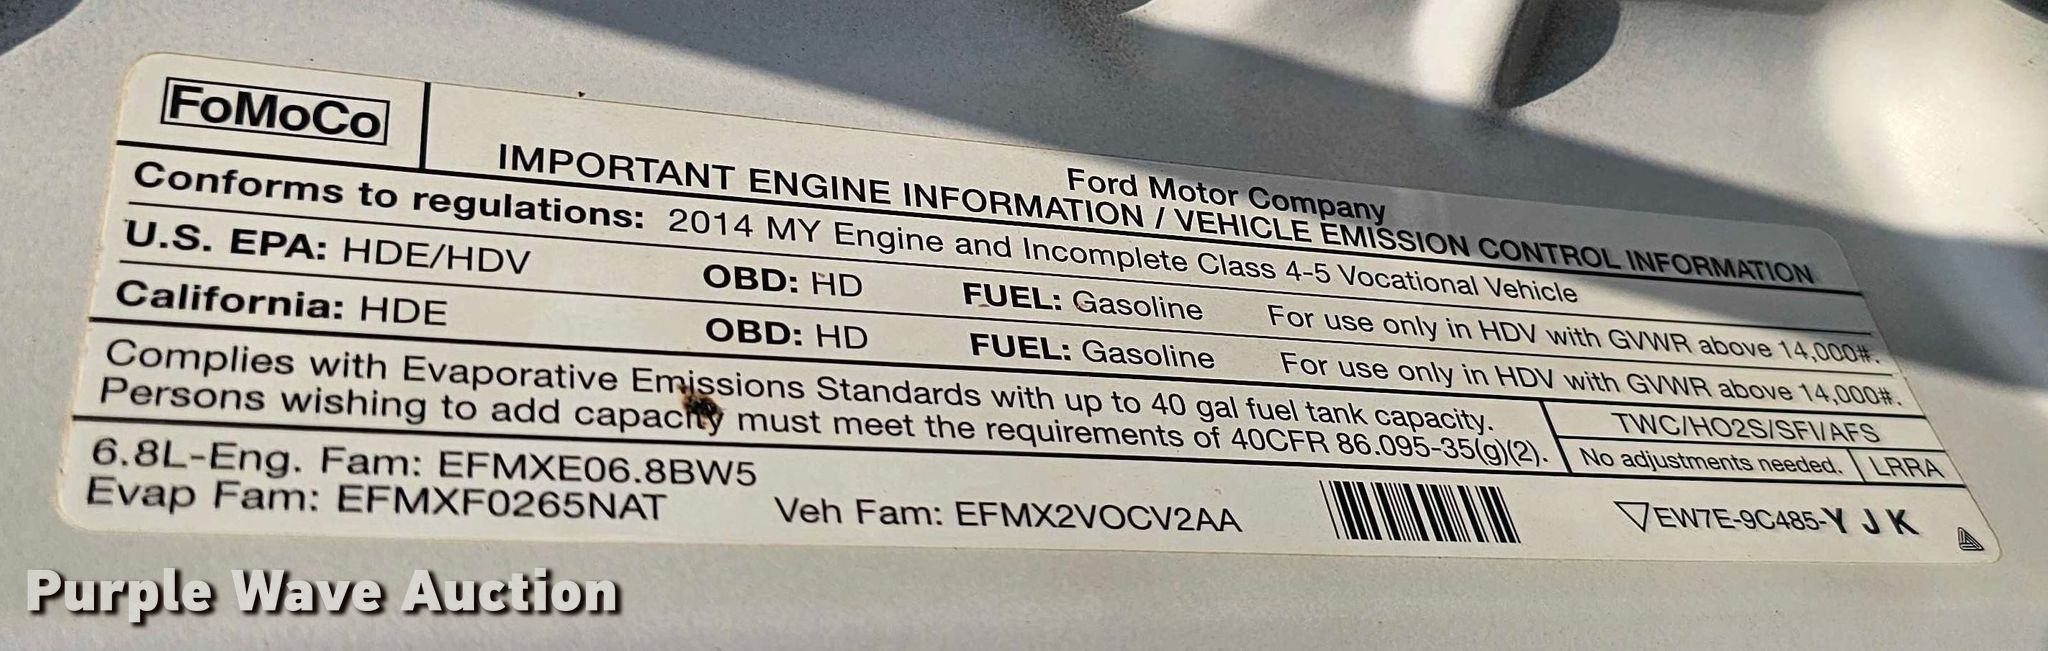 FoMoCo
Ford Motor Company
IMPORTANT ENGINE INFORMATION / VEHICLE EMISSION CONTROL INFORMATION
Conforms to regulations: 2014 MY Engine and Incomplete Class 4-5 Vocational Vehicle
U.S. EPA: HDE/HDV OBD: HD FUEL: Gasoline For use only in HDV with GVWR above 14,000#.
California: HDE OBD: HD FUEL: Gasoline For use only in HDV with GVWR above 14,000#.
Complies with Evaporative Emissions Standards with up to 40 gal fuel tank capacity.
Persons wishing to add capacity must meet the requirements of 40CFR 86.095-35(g)(2).
TWC/HO2S/SFI/AFS
No adjustments needed. LRRA
6.8L-Eng. Fam: EFMXE06.8BW5
Evap Fam: EFMXF0265NAT Veh Fam: EFMX2VOCV2AA
EW7E-9C485-Y J K
Purple Wave Auction